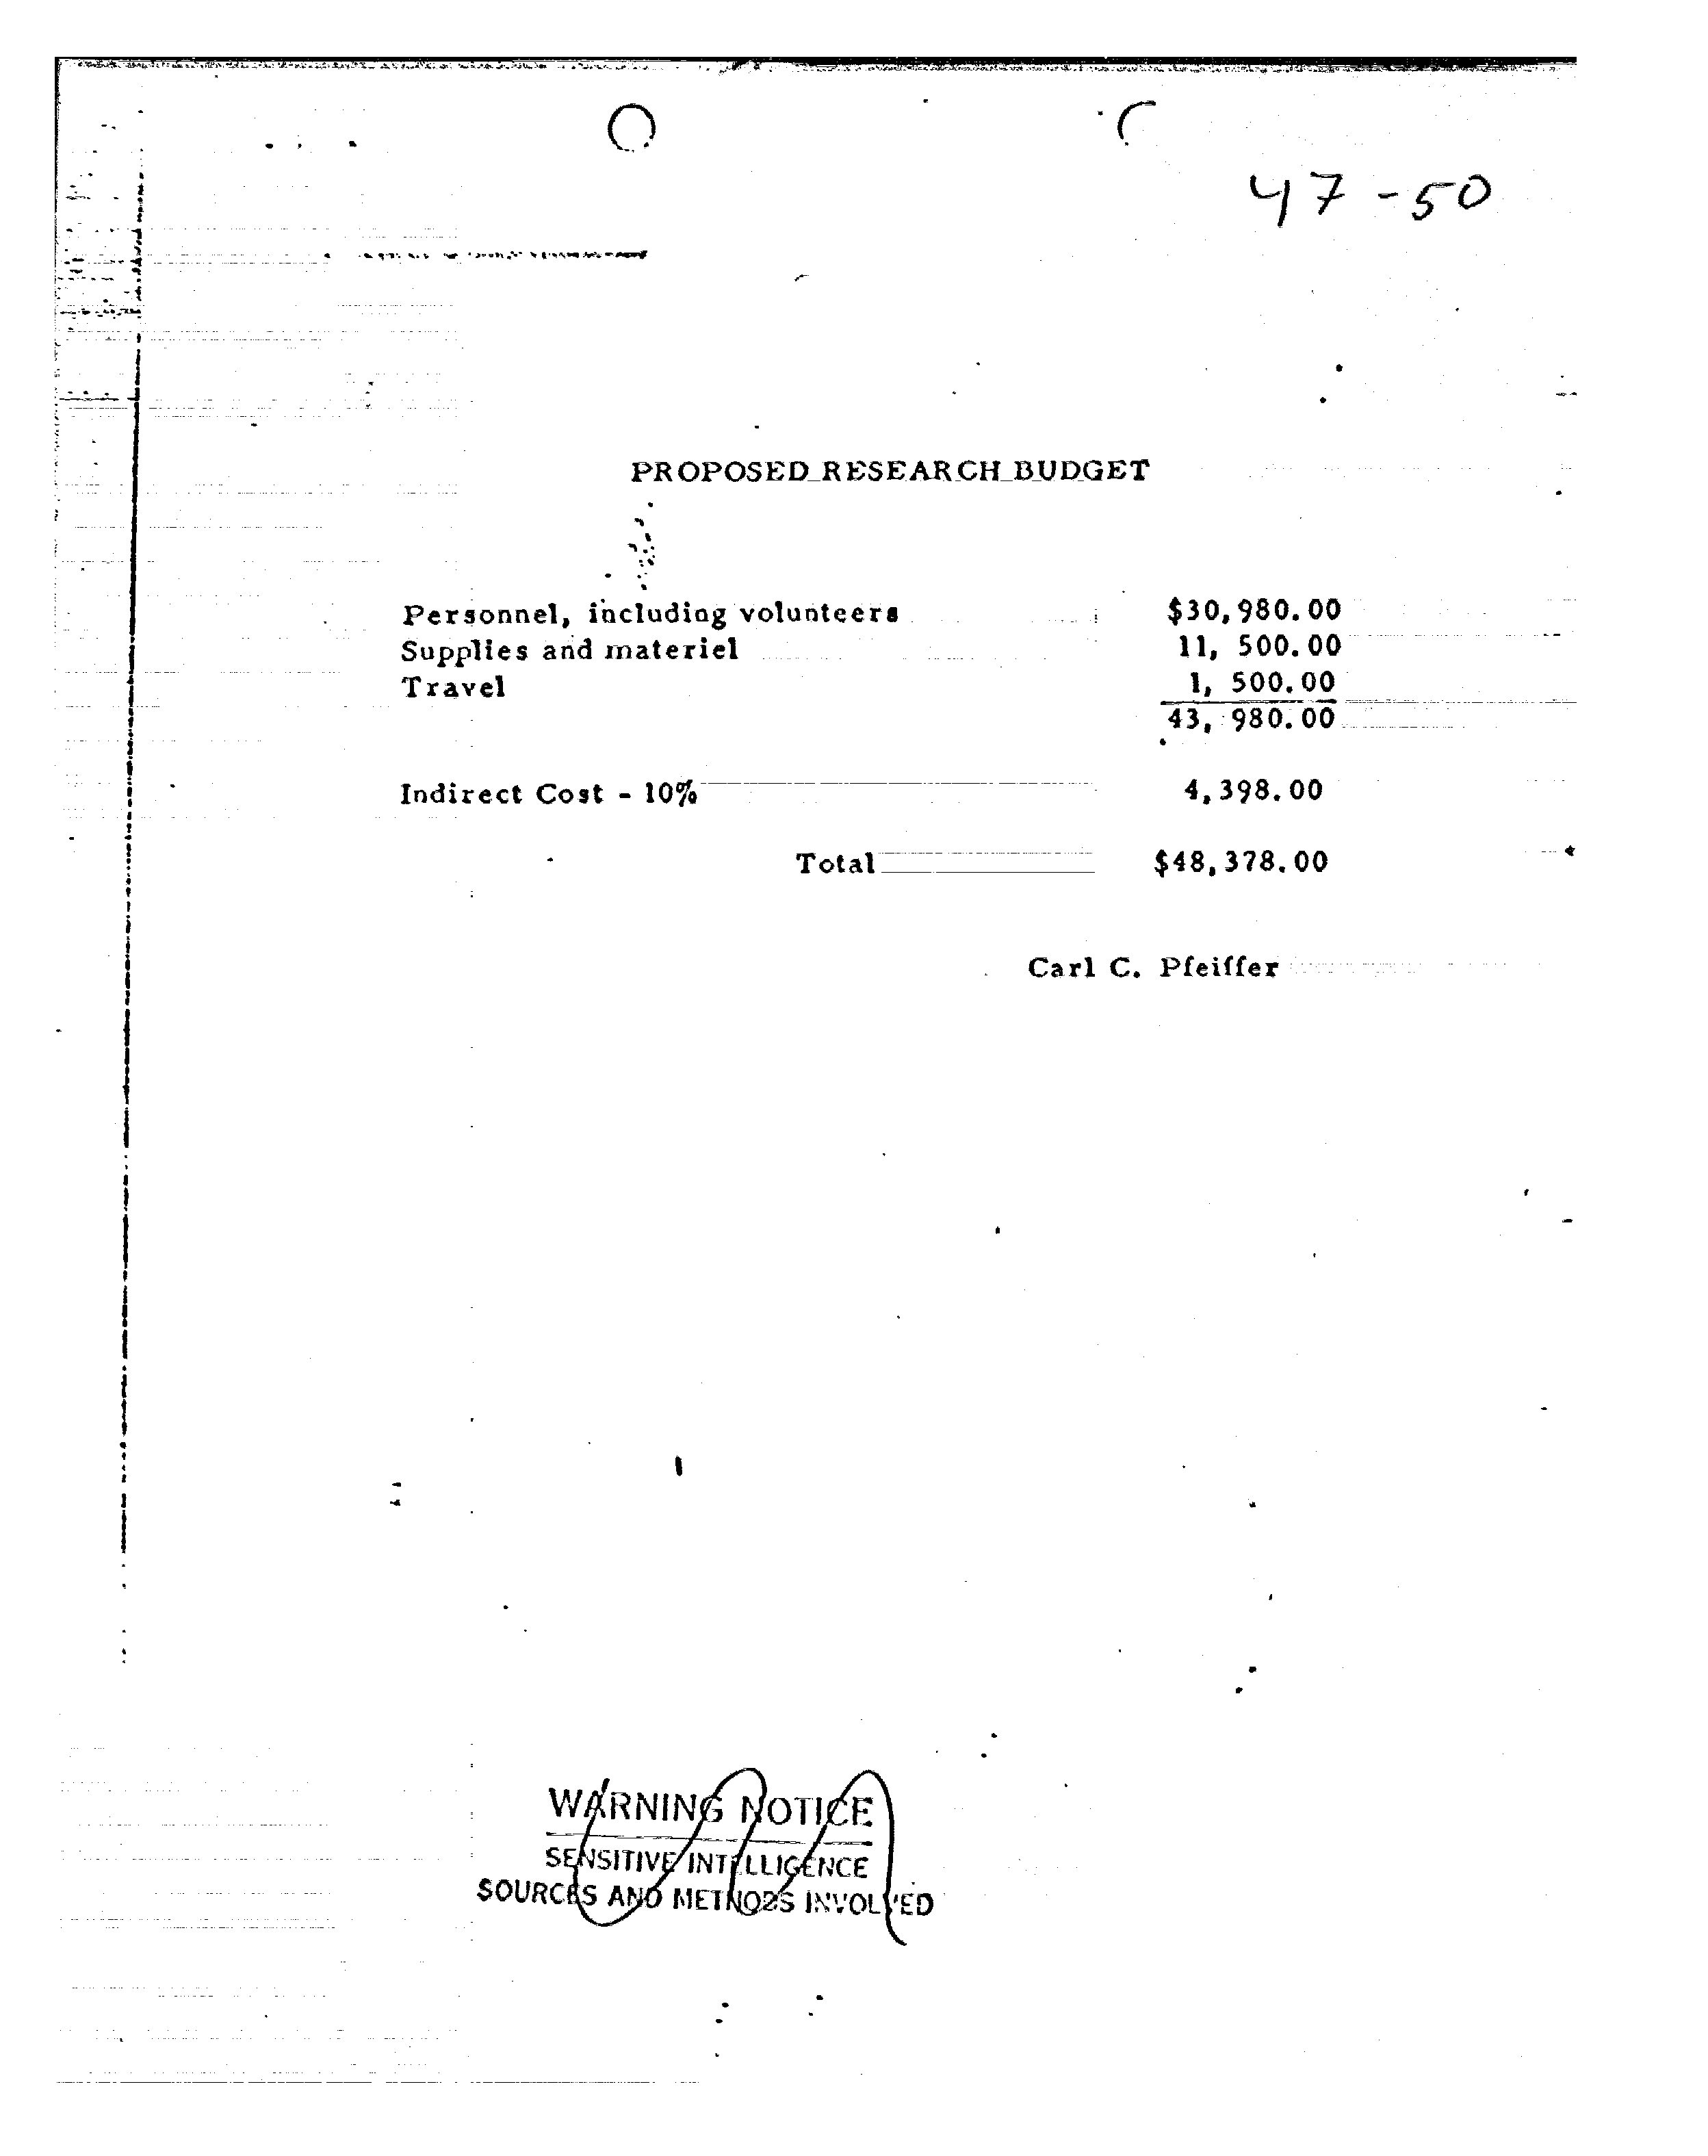 47-50
PROPOSED RESEARCH BUDGET
Personnel, including volunteers $30,980.00
Supplies and materiel 11, 500.00
Travel 1, 500.00
43, 980.00
Indirect Cost - 10% 4,398.00
Total $48,378.00
Carl C. Pfeiffer
WARNING NOTICE
SENSITIVE INTELLIGENCE
SOURCES AND METHODS INVOLVED